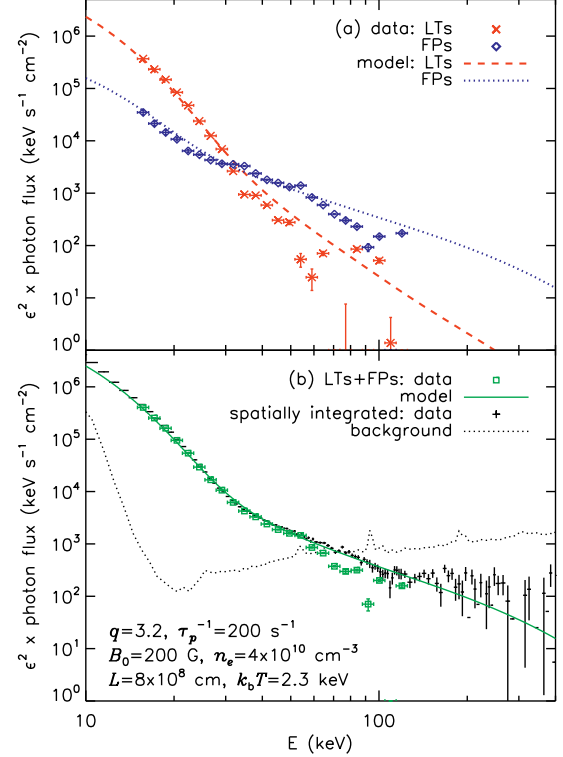 (a) data: LTs
FPs
model: LTs
FPs
10^6
10^5
10^4
10^3
10^2
10^1
10^0
ϵ^2 x photon flux (keV s^-1 cm^-2)
(b) LTs+FPs: data
model
spatially integrated: data
background
10^6
10^5
10^4
10^3
10^2
10^1
10^0
ϵ^2 x photon flux (keV s^-1 cm^-2)
q=3.2, τ_p^-1=200 s^-1
B_0=200 G, n_e=4x10^10 cm^-3
L=8x10^8 cm, k_bT=2.3 keV
10 100
E (keV)